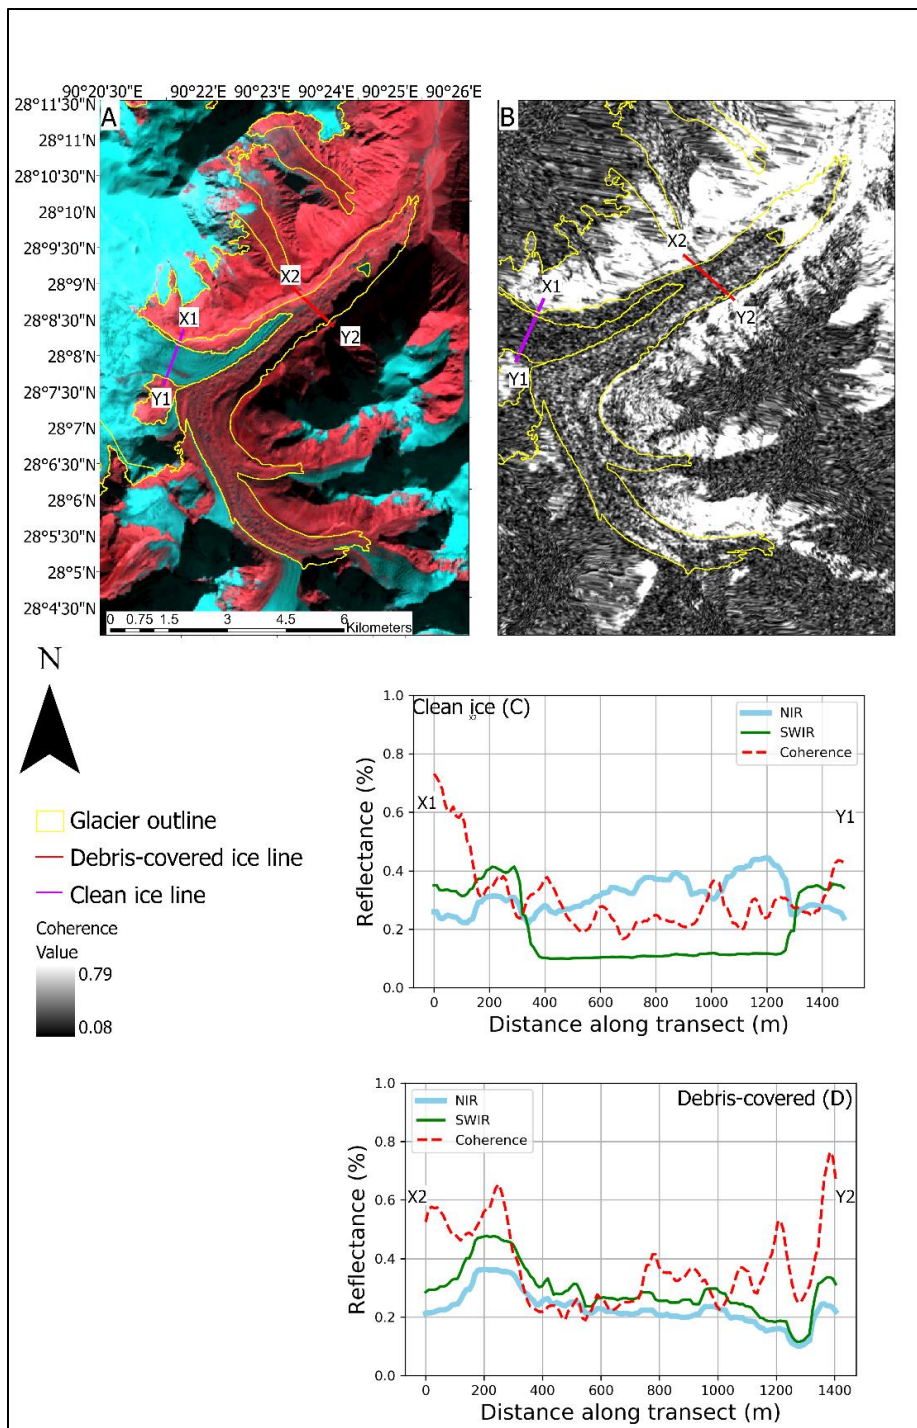 90°20'30"E 90°22'E 90°23'E 90°24'E 90°25'E 90°26'E
28°11'30"N
28°11'N
28°10'30"N
28°10'N
28°9'30"N
28°9'N
28°8'30"N
28°8'N
28°7'30"N
28°7'N
28°6'30"N
28°6'N
28°5'30"N
28°5'N
28°4'30"N
A
X2
X1
Y2
Y1
0 0.75 1.5 3 4.5 6
Kilometers
B
X2
X1
Y2
Y1
N
Glacier outline
Debris-covered ice line
Clean ice line
Coherence
Value
0.79
0.08
Clean ice (C)
X2
NIR
SWIR
Coherence
X1
Y1
Reflectance (%)
1.0
0.8
0.6
0.4
0.2
0.0
0 200 400 600 800 1000 1200 1400
Distance along transect (m)
Debris-covered (D)
NIR
SWIR
Coherence
X2
Y2
Reflectance (%)
1.0
0.8
0.6
0.4
0.2
0.0
0 200 400 600 800 1000 1200 1400
Distance along transect (m)